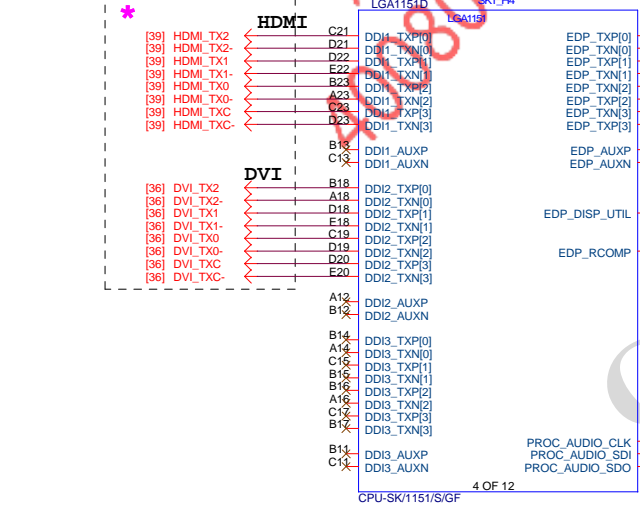 LGA1151D SKT_H4
LGA1151
*
HDMI
[39] HDMI_TX2 C21 DDI1_TXP[0] EDP_TXP[0]
[39] HDMI_TX2- D21 DDI1_TXN[0] EDP_TXN[0]
[39] HDMI_TX1 D22 DDI1_TXP[1] EDP_TXP[1]
[39] HDMI_TX1- E22 DDI1_TXN[1] EDP_TXN[1]
[39] HDMI_TX0 B23 DDI1_TXP[2] EDP_TXP[2]
[39] HDMI_TX0- A23 DDI1_TXN[2] EDP_TXP[2]
[39] HDMI_TXC C23 DDI1_TXP[3] EDP_TXN[3]
[39] HDMI_TXC- D23 DDI1_TXN[3] EDP_TXP[3]
B13 DDI1_AUXP EDP_AUXP
C13 DDI1_AUXN EDP_AUXN
DVI
[36] DVI_TX2 B18 DDI2_TXP[0]
[36] DVI_TX2- A18 DDI2_TXN[0]
[36] DVI_TX1 D18 DDI2_TXP[1] EDP_DISP_UTIL
[36] DVI_TX1- E18 DDI2_TXN[1]
[36] DVI_TX0 C19 DDI2_TXP[2]
[36] DVI_TX0- D19 DDI2_TXN[2] EDP_RCOMP
[36] DVI_TXC D20 DDI2_TXP[3]
[36] DVI_TXC- E20 DDI2_TXN[3]
A12 DDI2_AUXP
B12 DDI2_AUXN
B14 DDI3_TXP[0]
A14 DDI3_TXN[0]
C15 DDI3_TXP[1]
B15 DDI3_TXN[1]
B16 DDI3_TXP[2]
A16 DDI3_TXN[2]
C17 DDI3_TXP[3]
B17 DDI3_TXN[3]
PROC_AUDIO_CLK
B11 DDI3_AUXP PROC_AUDIO_SDI
C11 DDI3_AUXN PROC_AUDIO_SDO
4 OF 12
CPU-SK/1151/S/GF
40080